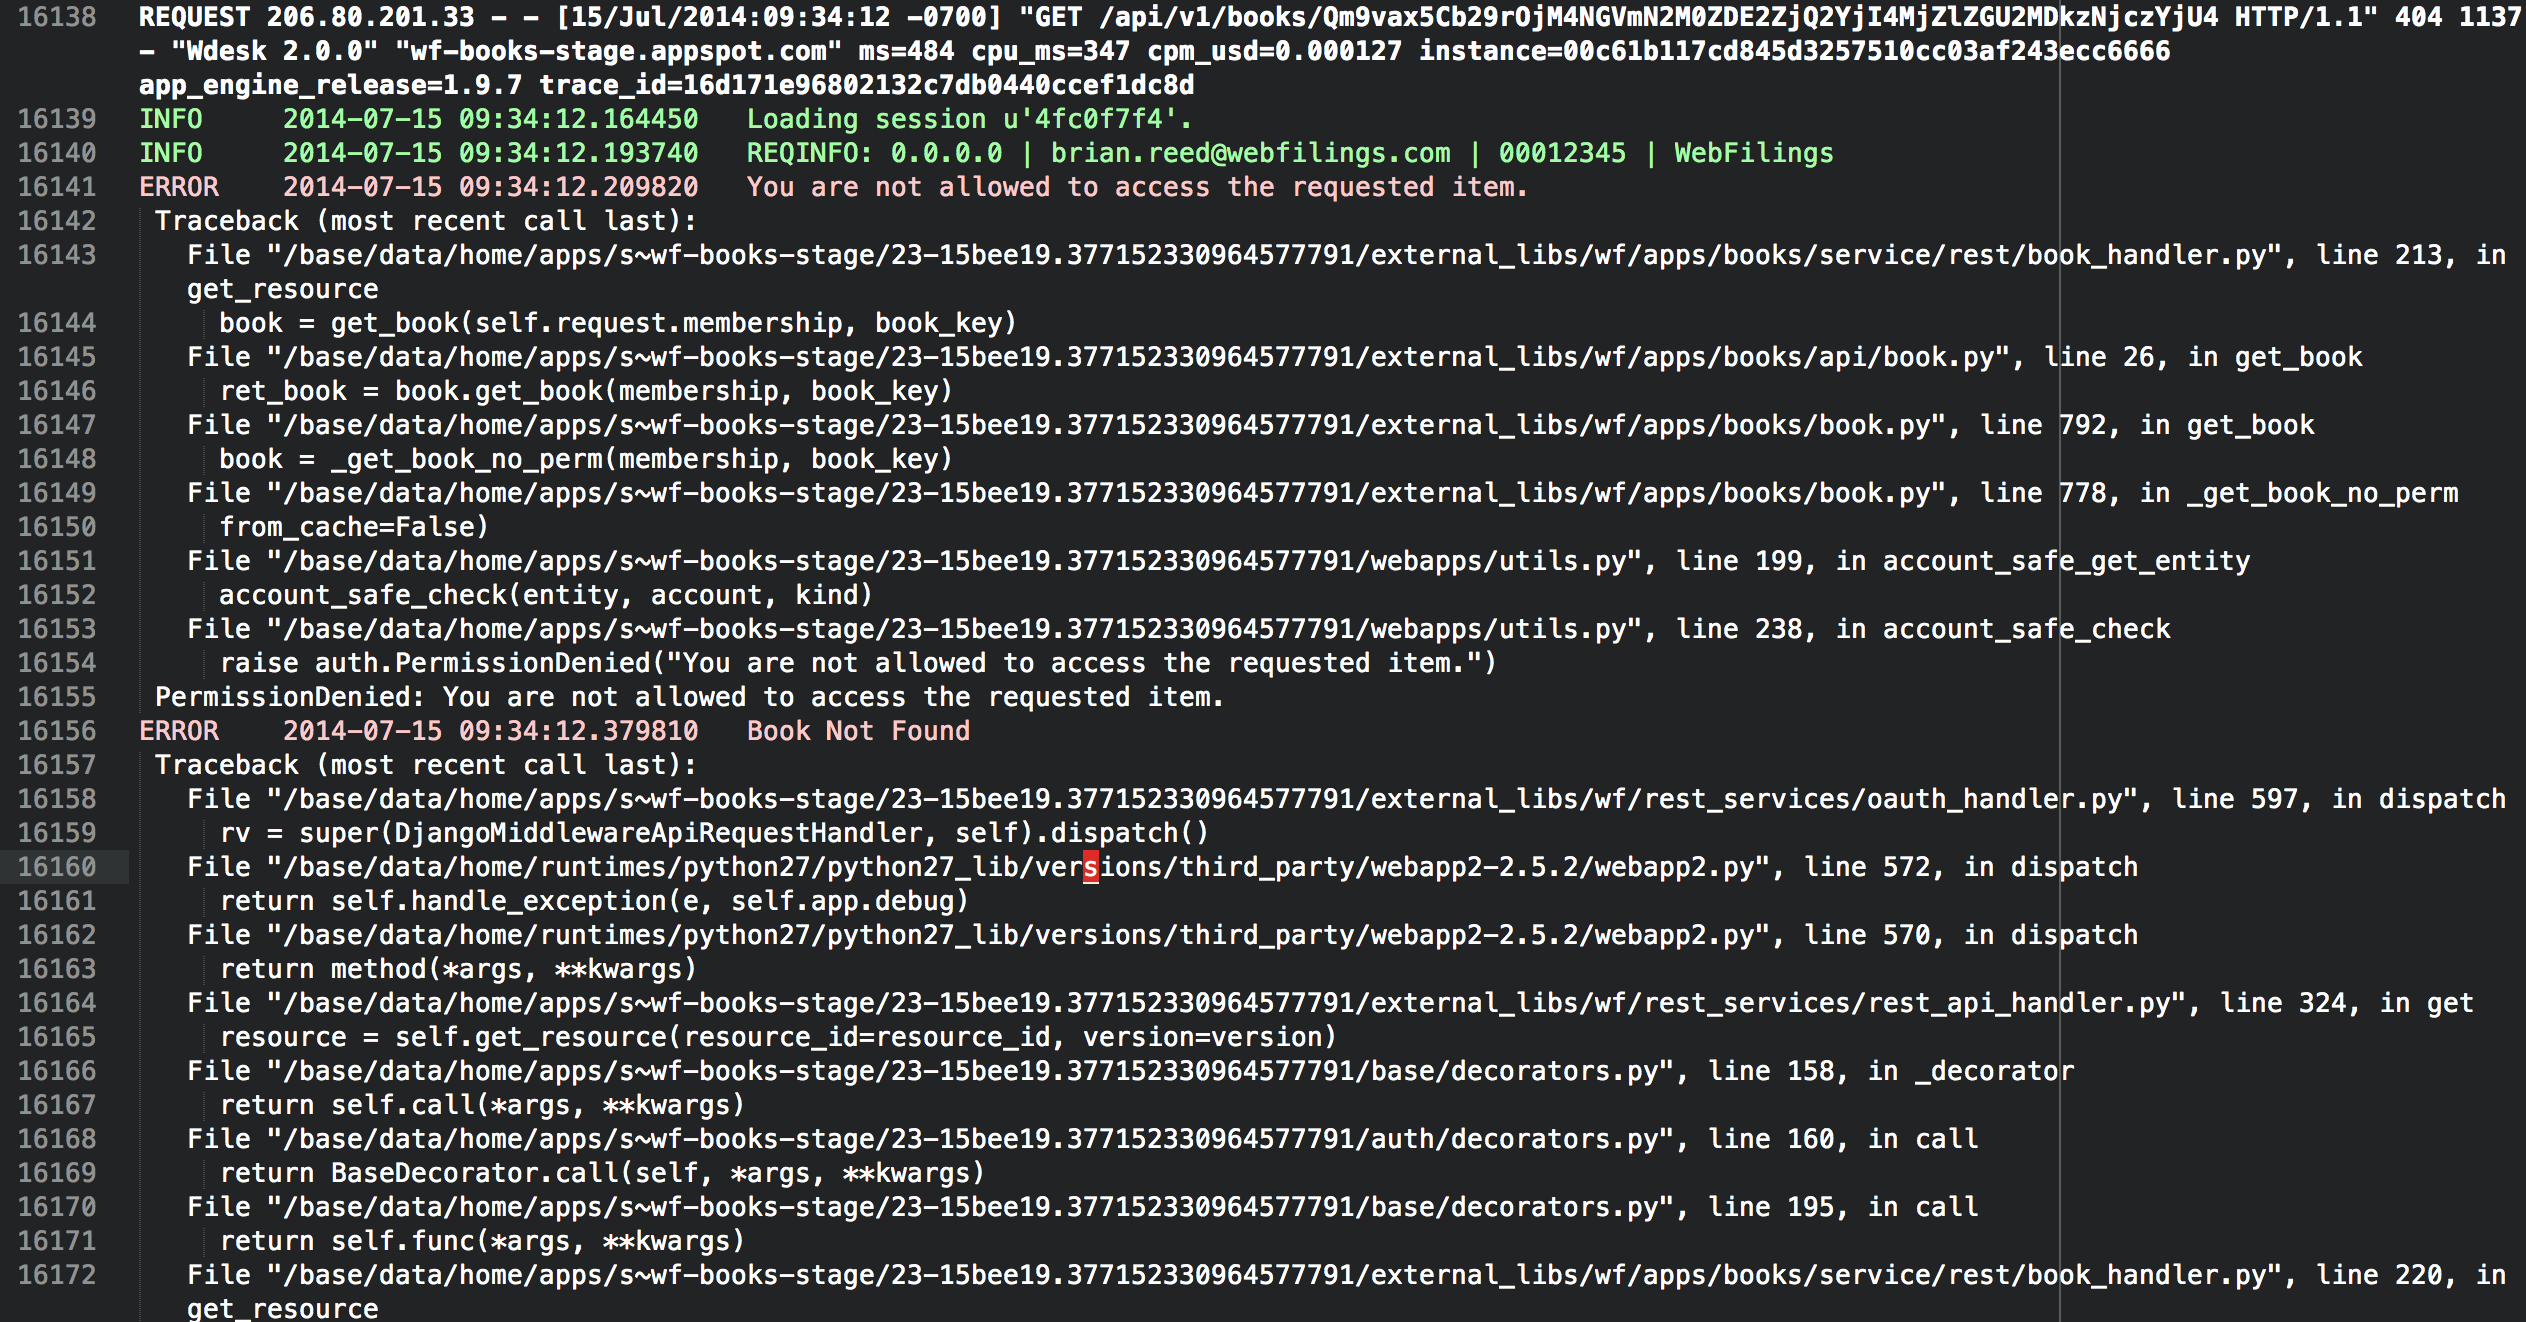 16138 REQUEST 206.80.201.33 - - [15/Jul/2014:09:34:12 -0700] "GET /api/v1/books/Qm9vax5Cb29rOjM4NGVmN2M0ZDE2ZjQ2YjI4MjZlZGU2MDkzNjczYjU4 HTTP/1.1" 404 1137
- "Wdesk 2.0.0" "wf-books-stage.appspot.com" ms=484 cpu_ms=347 cpm_usd=0.000127 instance=00c61b117cd845d3257510cc03af243ecc6666
app_engine_release=1.9.7 trace_id=16d171e96802132c7db0440ccef1dc8d
16139 INFO 2014-07-15 09:34:12.164450 Loading session u'4fc0f7f4'.
16140 INFO 2014-07-15 09:34:12.193740 REQINFO: 0.0.0.0 | brian.reed@webfilings.com | 00012345 | WebFilings
16141 ERROR 2014-07-15 09:34:12.209820 You are not allowed to access the requested item.
16142 Traceback (most recent call last):
16143 File "/base/data/home/apps/s~wf-books-stage/23-15bee19.377152330964577791/external_libs/wf/apps/books/service/rest/book_handler.py", line 213, in
get_resource
16144 book = get_book(self.request.membership, book_key)
16145 File "/base/data/home/apps/s~wf-books-stage/23-15bee19.377152330964577791/external_libs/wf/apps/books/api/book.py", line 26, in get_book
16146 ret_book = book.get_book(membership, book_key)
16147 File "/base/data/home/apps/s~wf-books-stage/23-15bee19.377152330964577791/external_libs/wf/apps/books/book.py", line 792, in get_book
16148 book = _get_book_no_perm(membership, book_key)
16149 File "/base/data/home/apps/s~wf-books-stage/23-15bee19.377152330964577791/external_libs/wf/apps/books/book.py", line 778, in _get_book_no_perm
16150 from_cache=False)
16151 File "/base/data/home/apps/s~wf-books-stage/23-15bee19.377152330964577791/webapps/utils.py", line 199, in account_safe_get_entity
16152 account_safe_check(entity, account, kind)
16153 File "/base/data/home/apps/s~wf-books-stage/23-15bee19.377152330964577791/webapps/utils.py", line 238, in account_safe_check
16154 raise auth.PermissionDenied("You are not allowed to access the requested item.")
16155 PermissionDenied: You are not allowed to access the requested item.
16156 ERROR 2014-07-15 09:34:12.379810 Book Not Found
16157 Traceback (most recent call last):
16158 File "/base/data/home/apps/s~wf-books-stage/23-15bee19.377152330964577791/external_libs/wf/rest_services/oauth_handler.py", line 597, in dispatch
16159 rv = super(DjangoMiddlewareApiRequestHandler, self).dispatch()
16160 File "/base/data/home/runtimes/python27/python27_lib/versions/third_party/webapp2-2.5.2/webapp2.py", line 572, in dispatch
16161 return self.handle_exception(e, self.app.debug)
16162 File "/base/data/home/runtimes/python27/python27_lib/versions/third_party/webapp2-2.5.2/webapp2.py", line 570, in dispatch
16163 return method(*args, **kwargs)
16164 File "/base/data/home/apps/s~wf-books-stage/23-15bee19.377152330964577791/external_libs/wf/rest_services/rest_api_handler.py", line 324, in get
16165 resource = self.get_resource(resource_id=resource_id, version=version)
16166 File "/base/data/home/apps/s~wf-books-stage/23-15bee19.377152330964577791/base/decorators.py", line 158, in _decorator
16167 return self.call(*args, **kwargs)
16168 File "/base/data/home/apps/s~wf-books-stage/23-15bee19.377152330964577791/auth/decorators.py", line 160, in call
16169 return BaseDecorator.call(self, *args, **kwargs)
16170 File "/base/data/home/apps/s~wf-books-stage/23-15bee19.377152330964577791/base/decorators.py", line 195, in call
16171 return self.func(*args, **kwargs)
16172 File "/base/data/home/apps/s~wf-books-stage/23-15bee19.377152330964577791/external_libs/wf/apps/books/service/rest/book_handler.py", line 220, in
get_resource